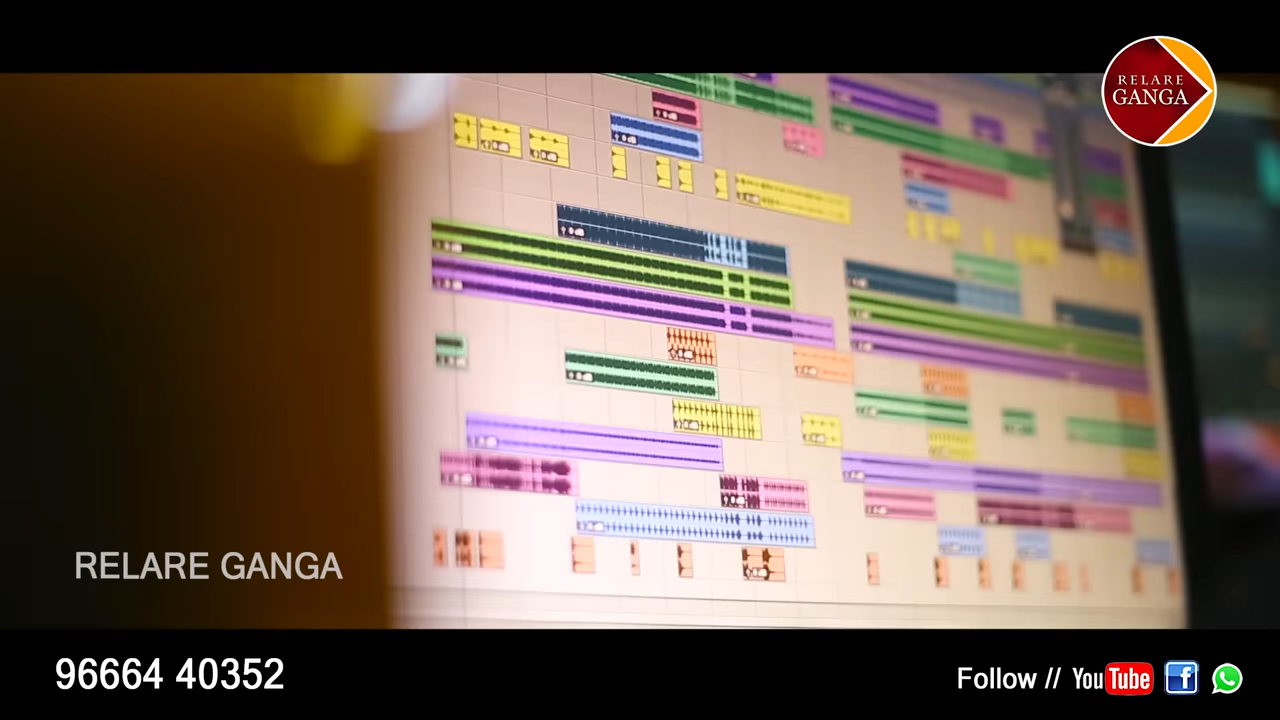 RELARE
GANGA
RELARE GANGA
96664 40352
Follow // YouTube